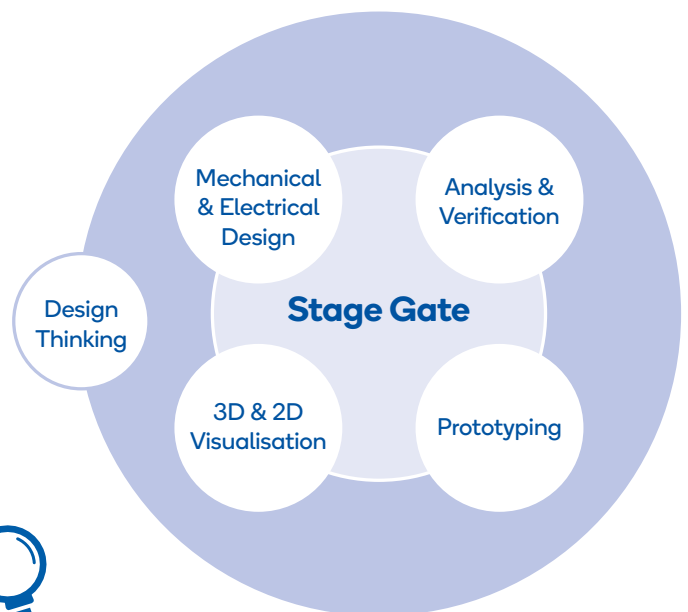 Mechanical
& Electrical
Design
Analysis &
Verification
Design
Thinking
Stage Gate
3D & 2D
Visualisation
Prototyping